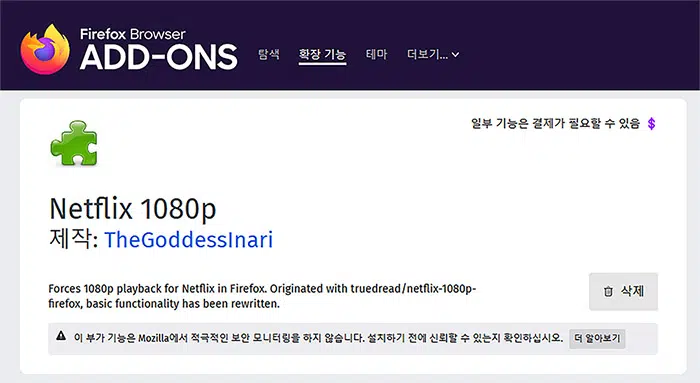 Firefox Browser
ADD-ONS
탐색 확장 기능 테마 더보기...
일부 기능은 결제가 필요할 수 있음 $
Netflix 1080p
제작: TheGoddessInari
Forces 1080p playback for Netflix in Firefox. Originated with truedread/netflix-1080p-
firefox, basic functionality has been rewritten.
삭제
이 부가 기능은 Mozilla에서 적극적인 보안 모니터링을 하지 않습니다. 설치하기 전에 신뢰할 수 있는지 확인하십시오. 더 알아보기